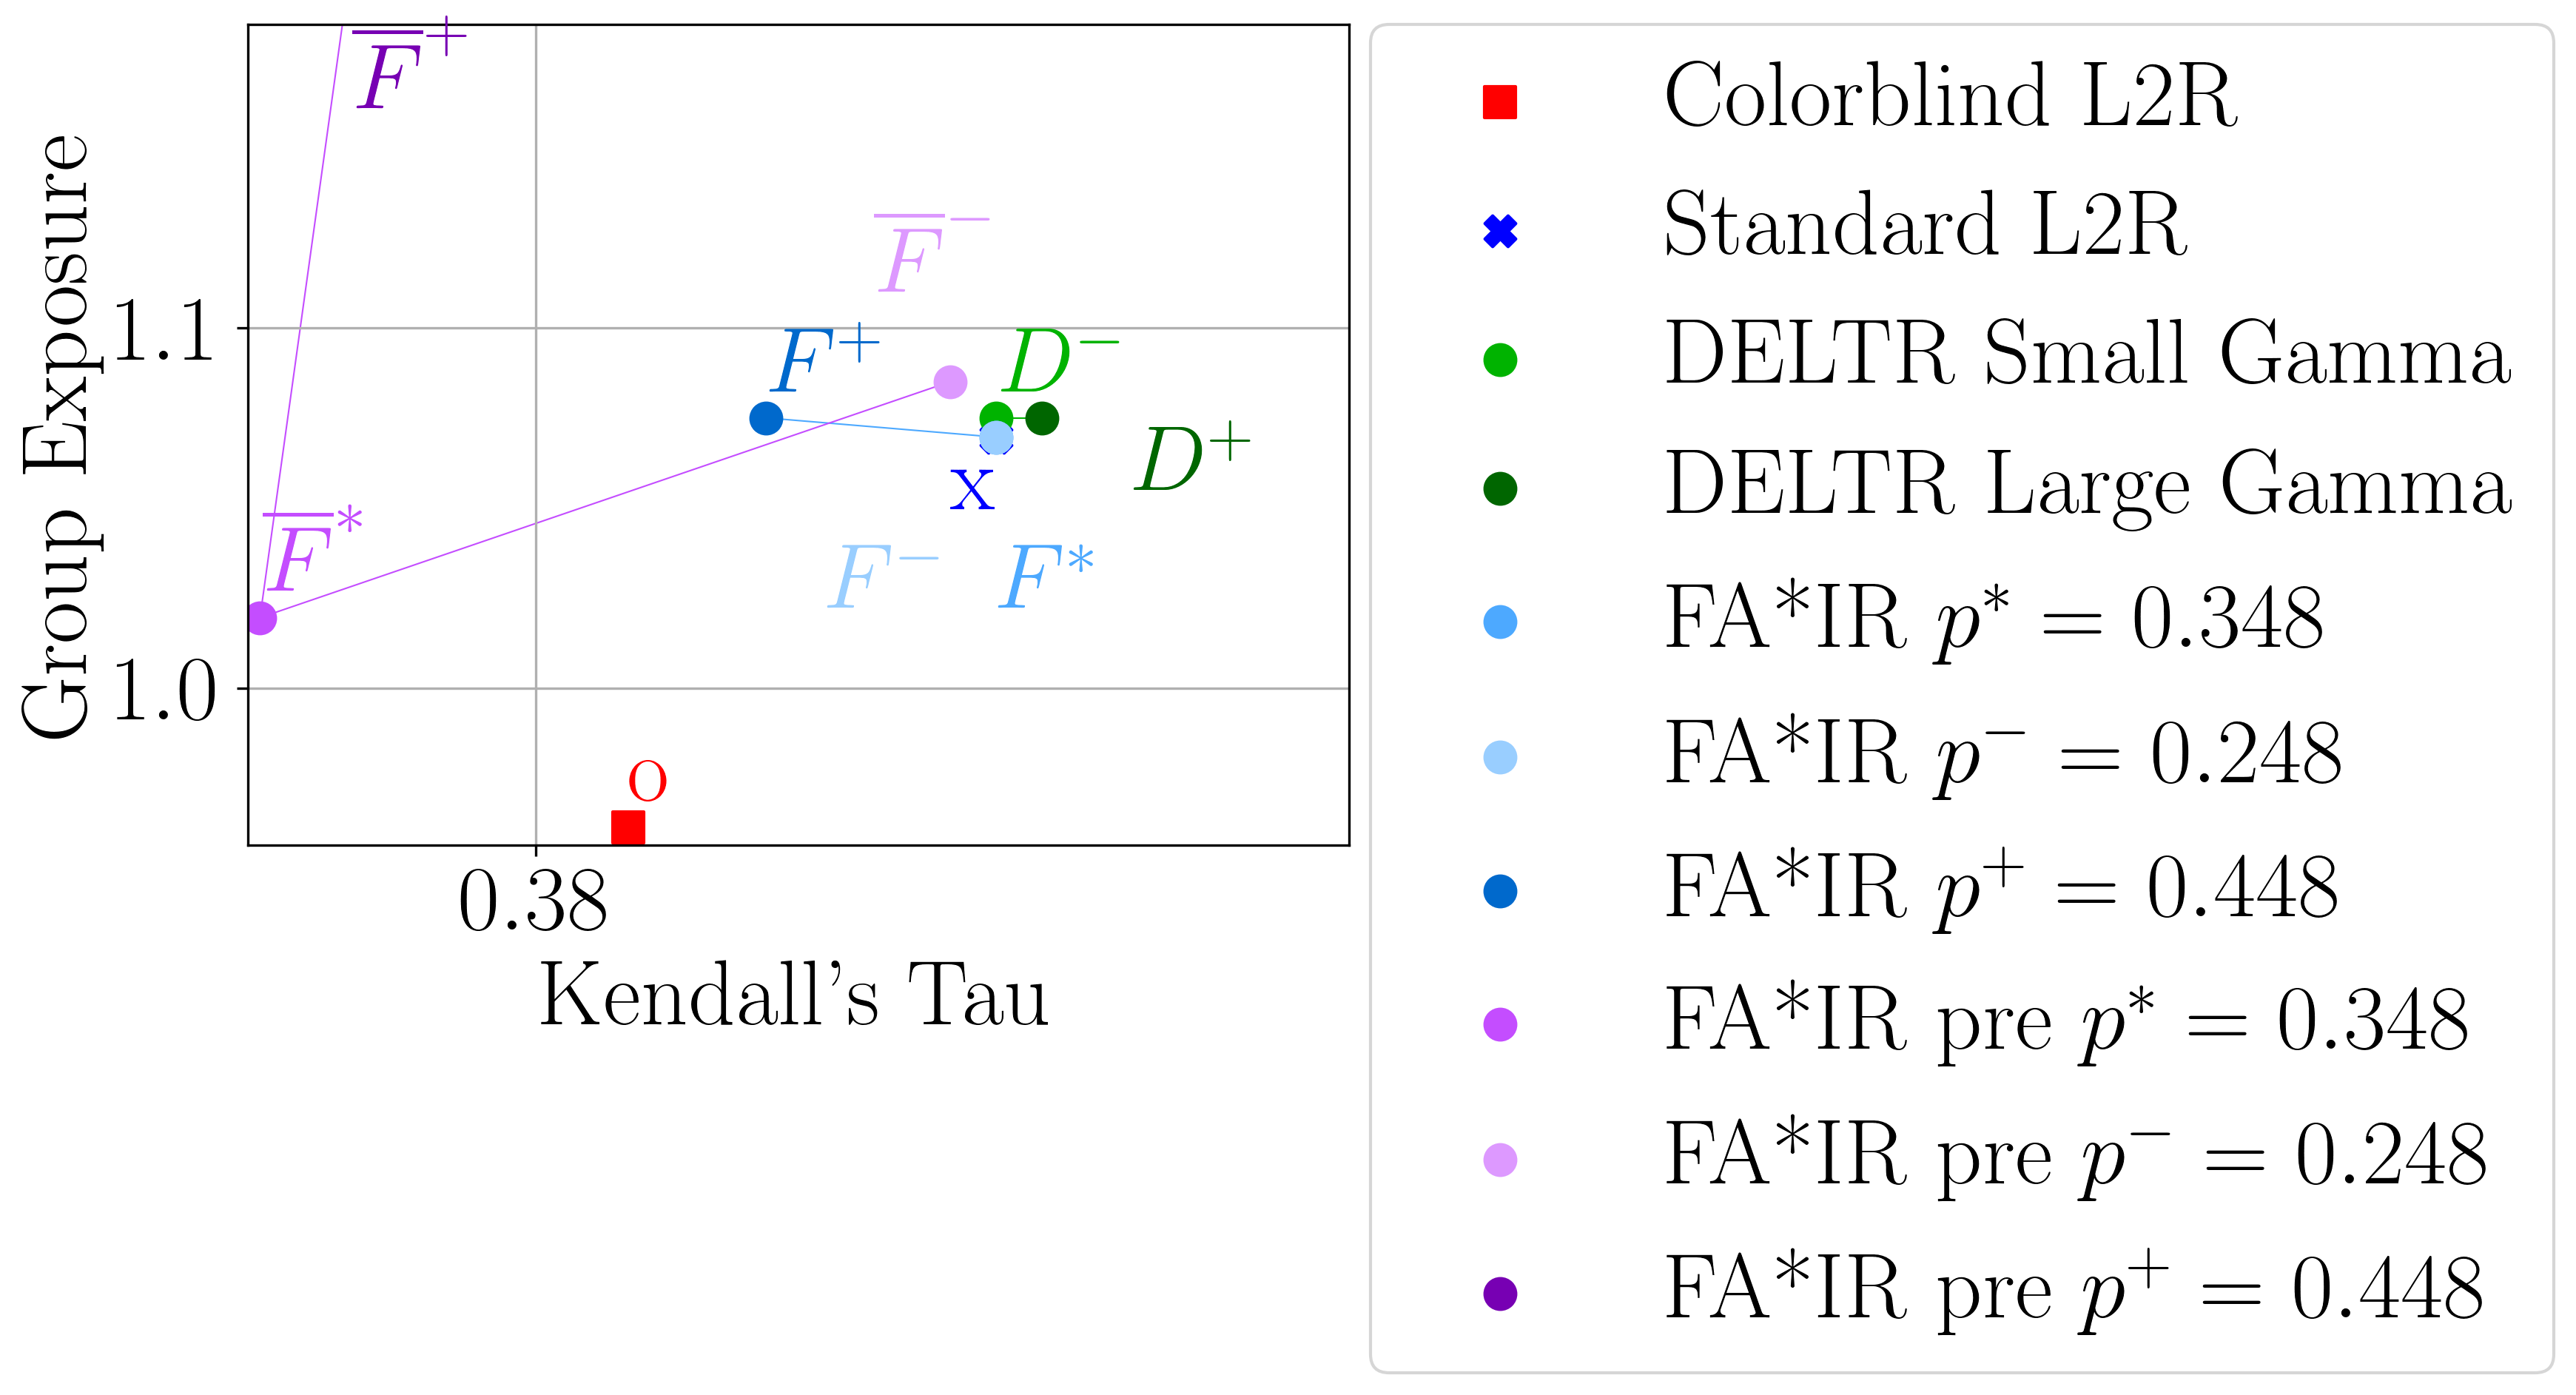 Group Exposure
1.1
1.0
0.38
Kendall's Tau
F̅⁺
F̅⁻
F⁺
D⁻
D⁺
x
F̅*
F⁻
F*
o
Colorblind L2R
Standard L2R
DELTR Small Gamma
DELTR Large Gamma
FA*IR p* = 0.348
FA*IR p⁻ = 0.248
FA*IR p⁺ = 0.448
FA*IR pre p* = 0.348
FA*IR pre p⁻ = 0.248
FA*IR pre p⁺ = 0.448